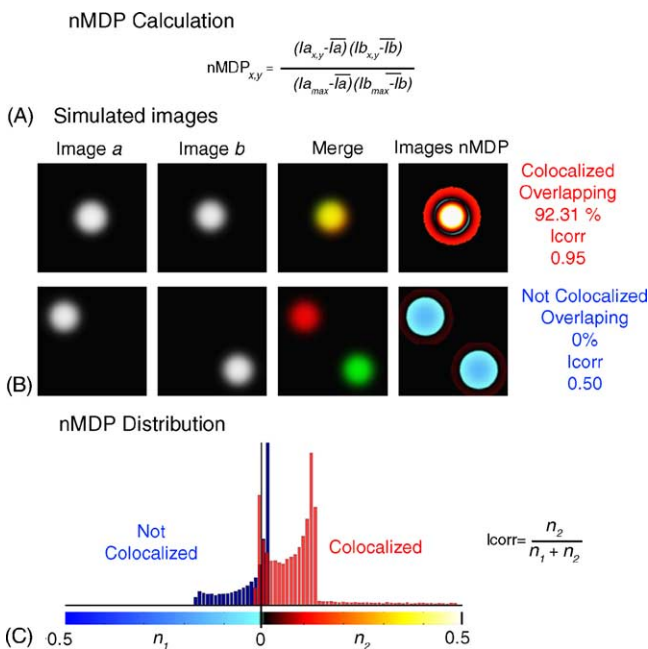 nMDP Calculation
nMDPx,y = (Iax,y-Ia)(Ibx,y-Ib) / (Iamax-Ia)(Ibmax-Ib)
(A) Simulated images
Image a Image b Merge Images nMDP
Colocalized
Overlapping
92.31 %
Icorr
0.95
Not Colocalized
Overlaping
0%
Icorr
0.50
(B)
nMDP Distribution
Not
Colocalized
Colocalized
Icorr= n2 / n1 + n2
(C) -0.5 n1 0 n2 0.5